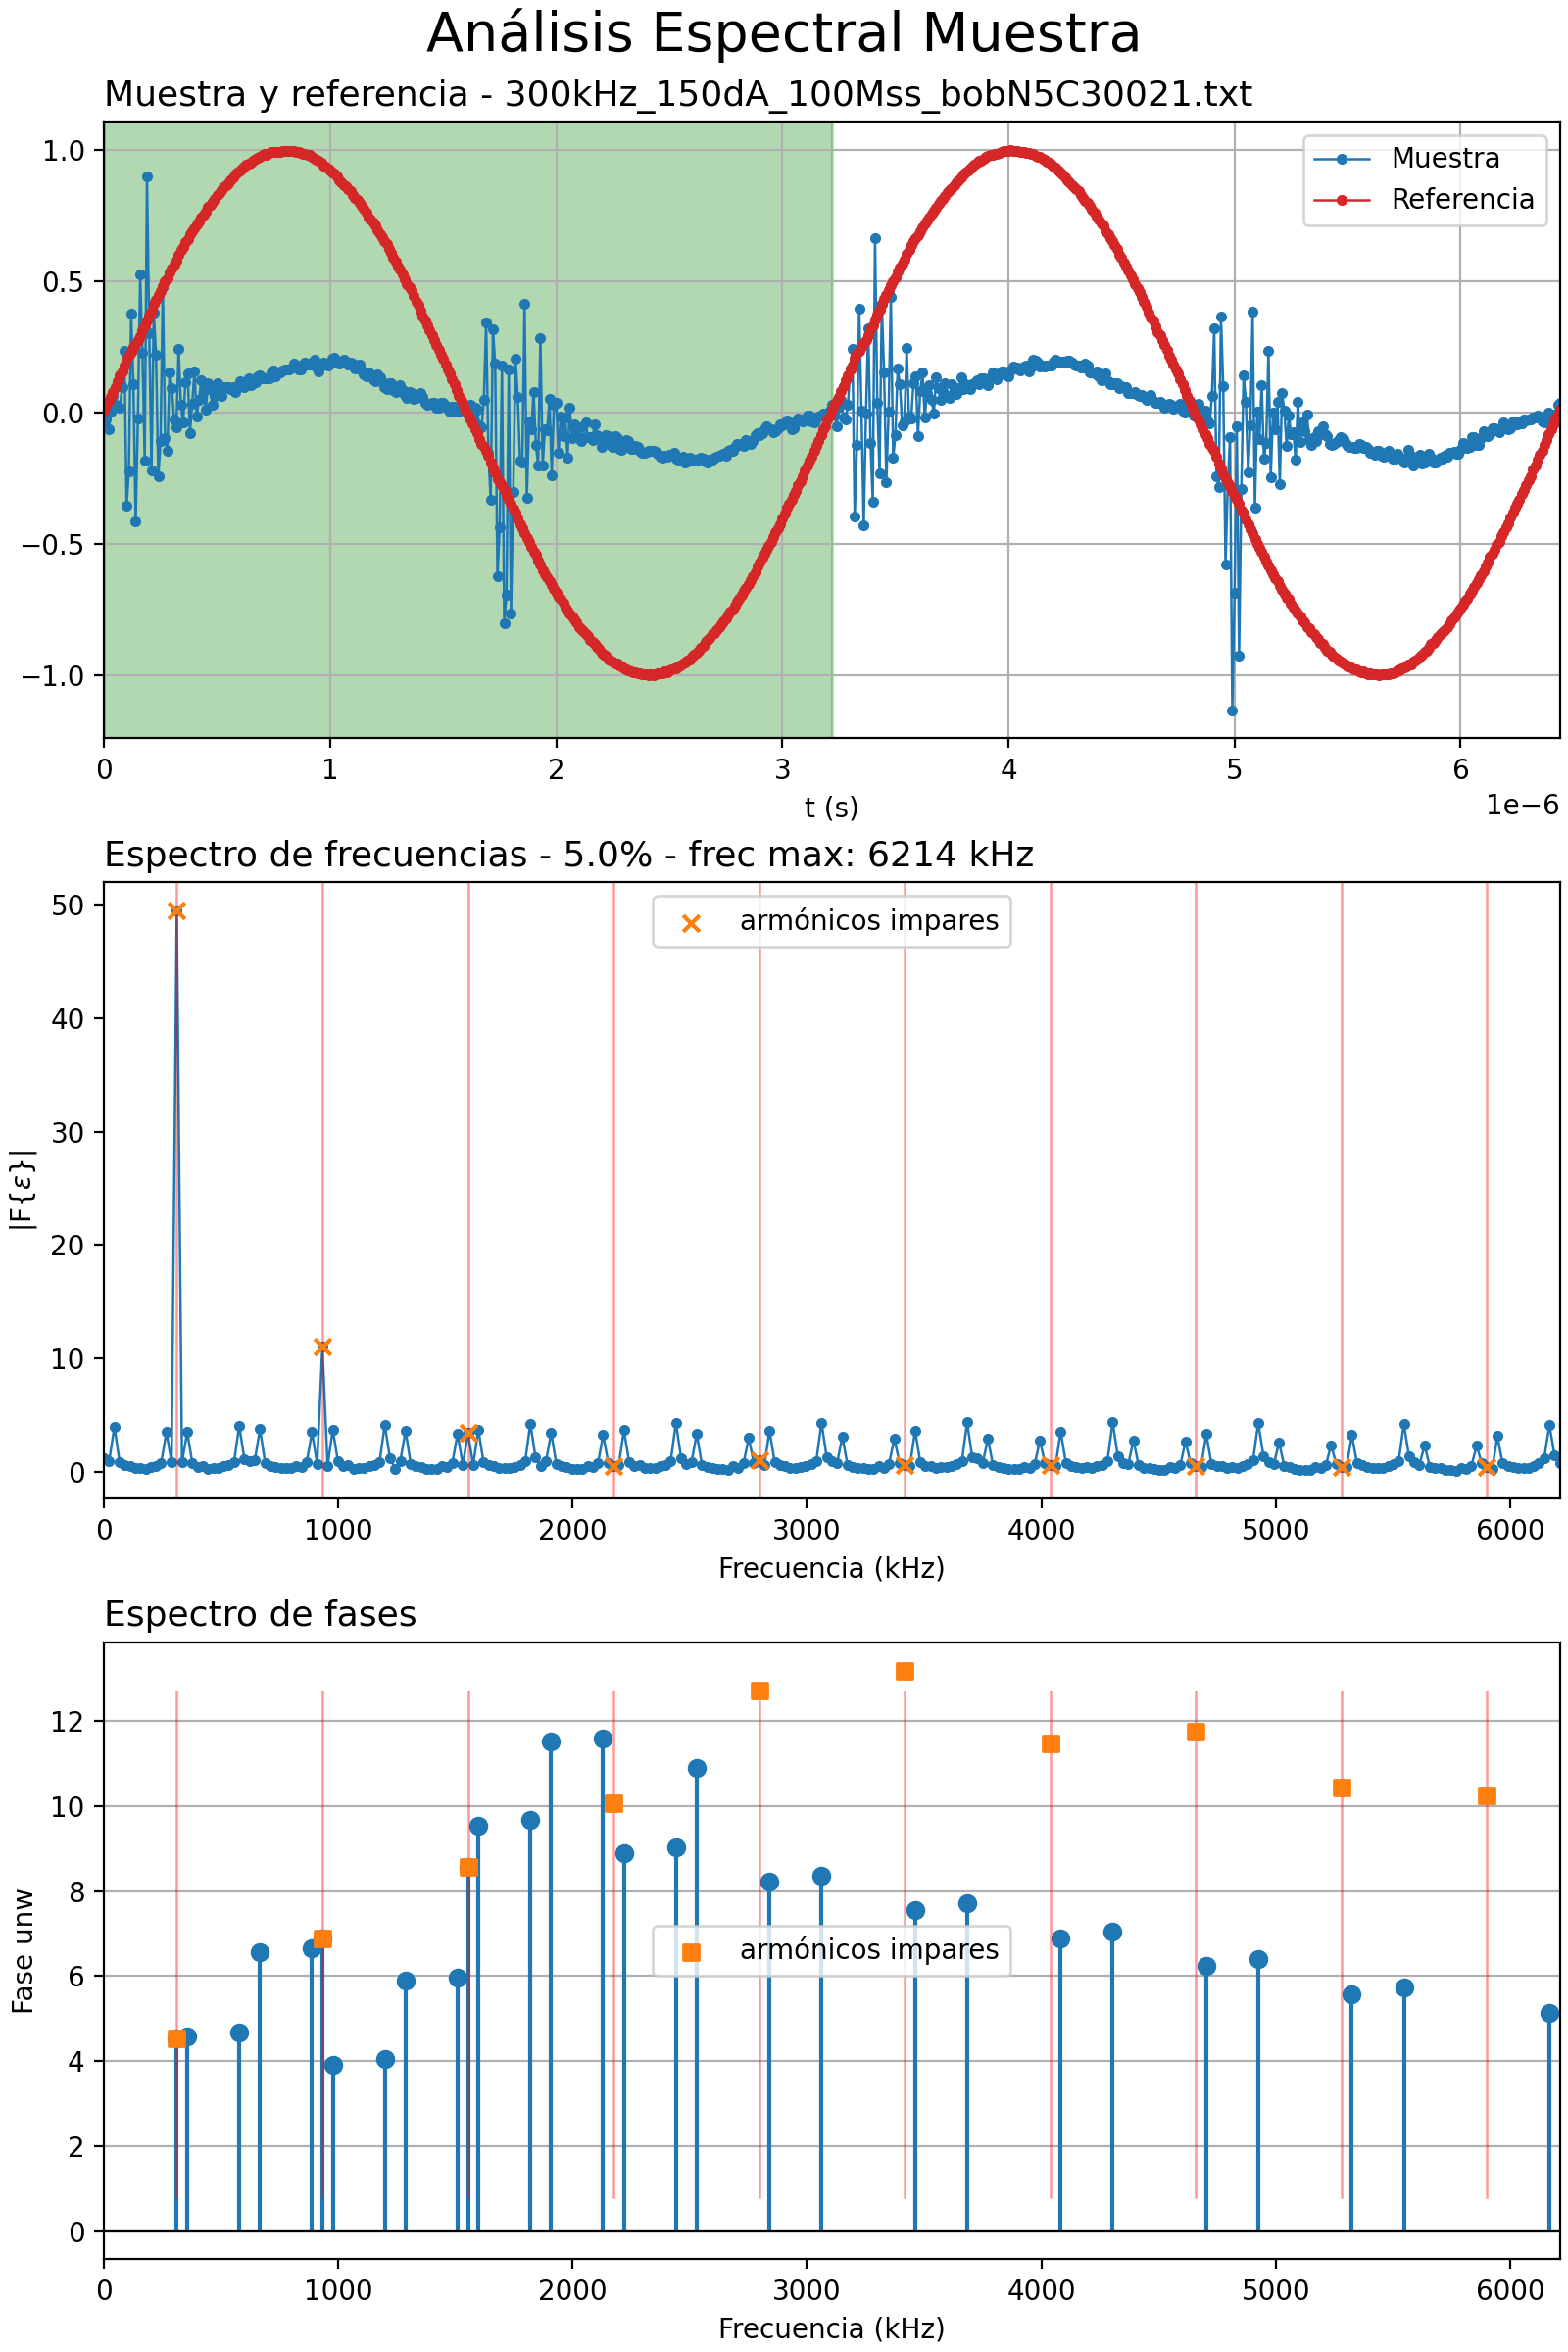 Análisis Espectral Muestra
Muestra y referencia - 300kHz_150dA_100Mss_bobN5C30021.txt
1.0
0.5
0.0
−0.5
−1.0
Muestra
Referencia
0 1 2 3 4 5 6
t (s)
1e−6
Espectro de frecuencias - 5.0% - frec max: 6214 kHz
50
40
30
20
10
0
|F{ε}|
armónicos impares
0 1000 2000 3000 4000 5000 6000
Frecuencia (kHz)
Espectro de fases
12
10
8
6
4
2
0
Fase unw
armónicos impares
0 1000 2000 3000 4000 5000 6000
Frecuencia (kHz)